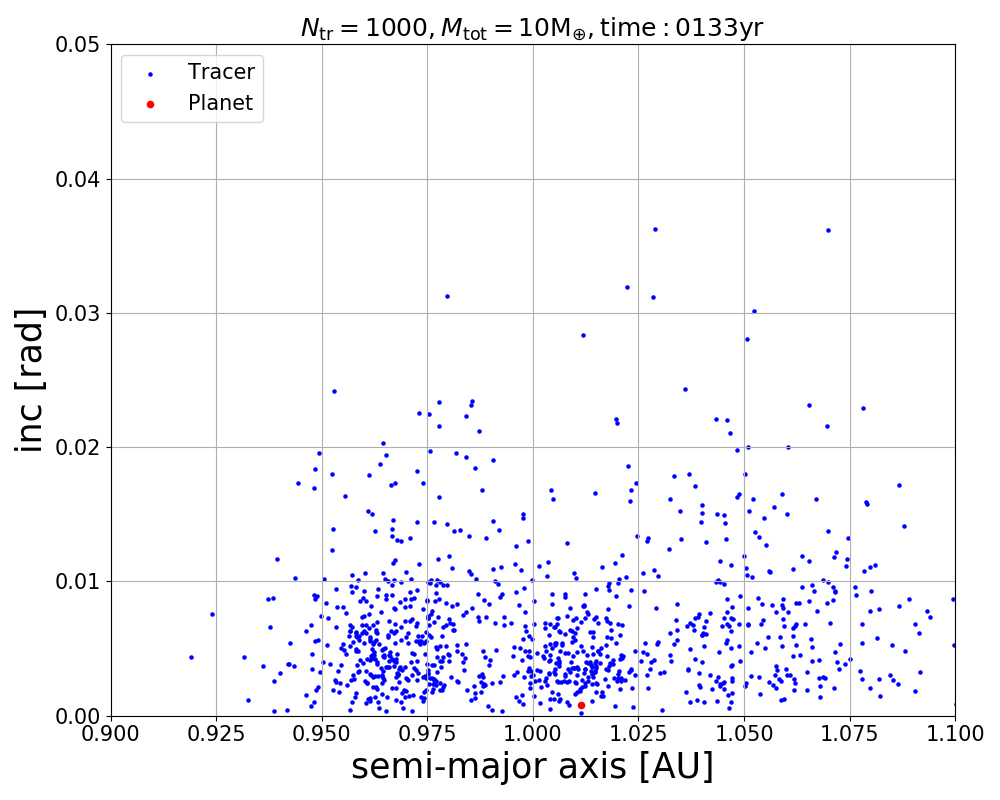 N_tr = 1000, M_tot = 10M_⊕, time : 0133yr
Tracer
Planet
inc [rad]
0.05
0.04
0.03
0.02
0.01
0.00
0.900 0.925 0.950 0.975 1.000 1.025 1.050 1.075 1.100
semi-major axis [AU]